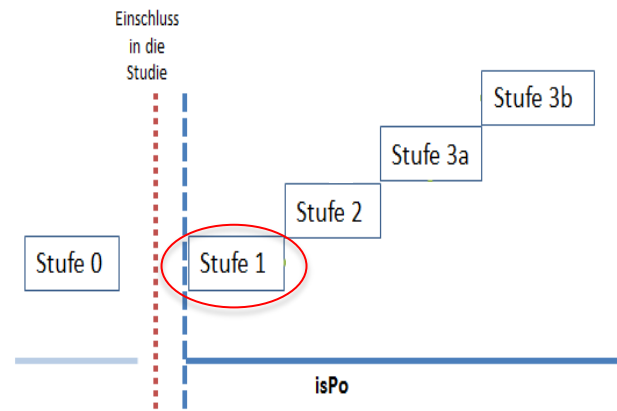 Einschluss
in die
Studie
Stufe 3b
Stufe 3a
Stufe 2
Stufe 0
Stufe 1
isPo